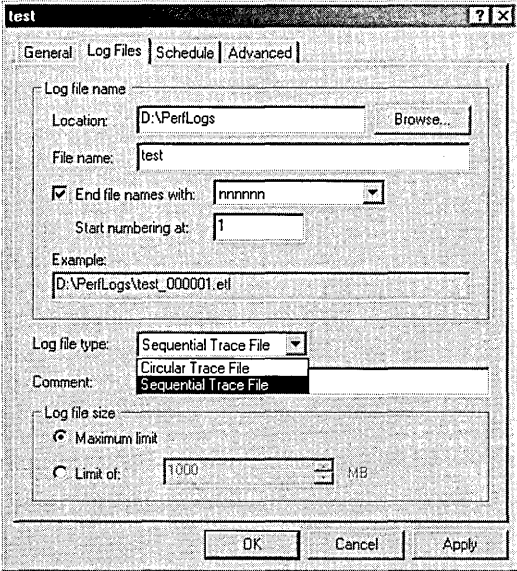 test
General Log Files Schedule Advanced
Log file name
Location: D:\PerfLogs Browse...
File name: test
End file names with: nnnnnn
Start numbering at: 1
Example:
D:\PerfLogs\test_000001.etl
Log file type: Sequential Trace File
Circular Trace File
Sequential Trace File
Comment:
Log file size
Maximum limit
Limit of: 1000 MB
OK Cancel Apply